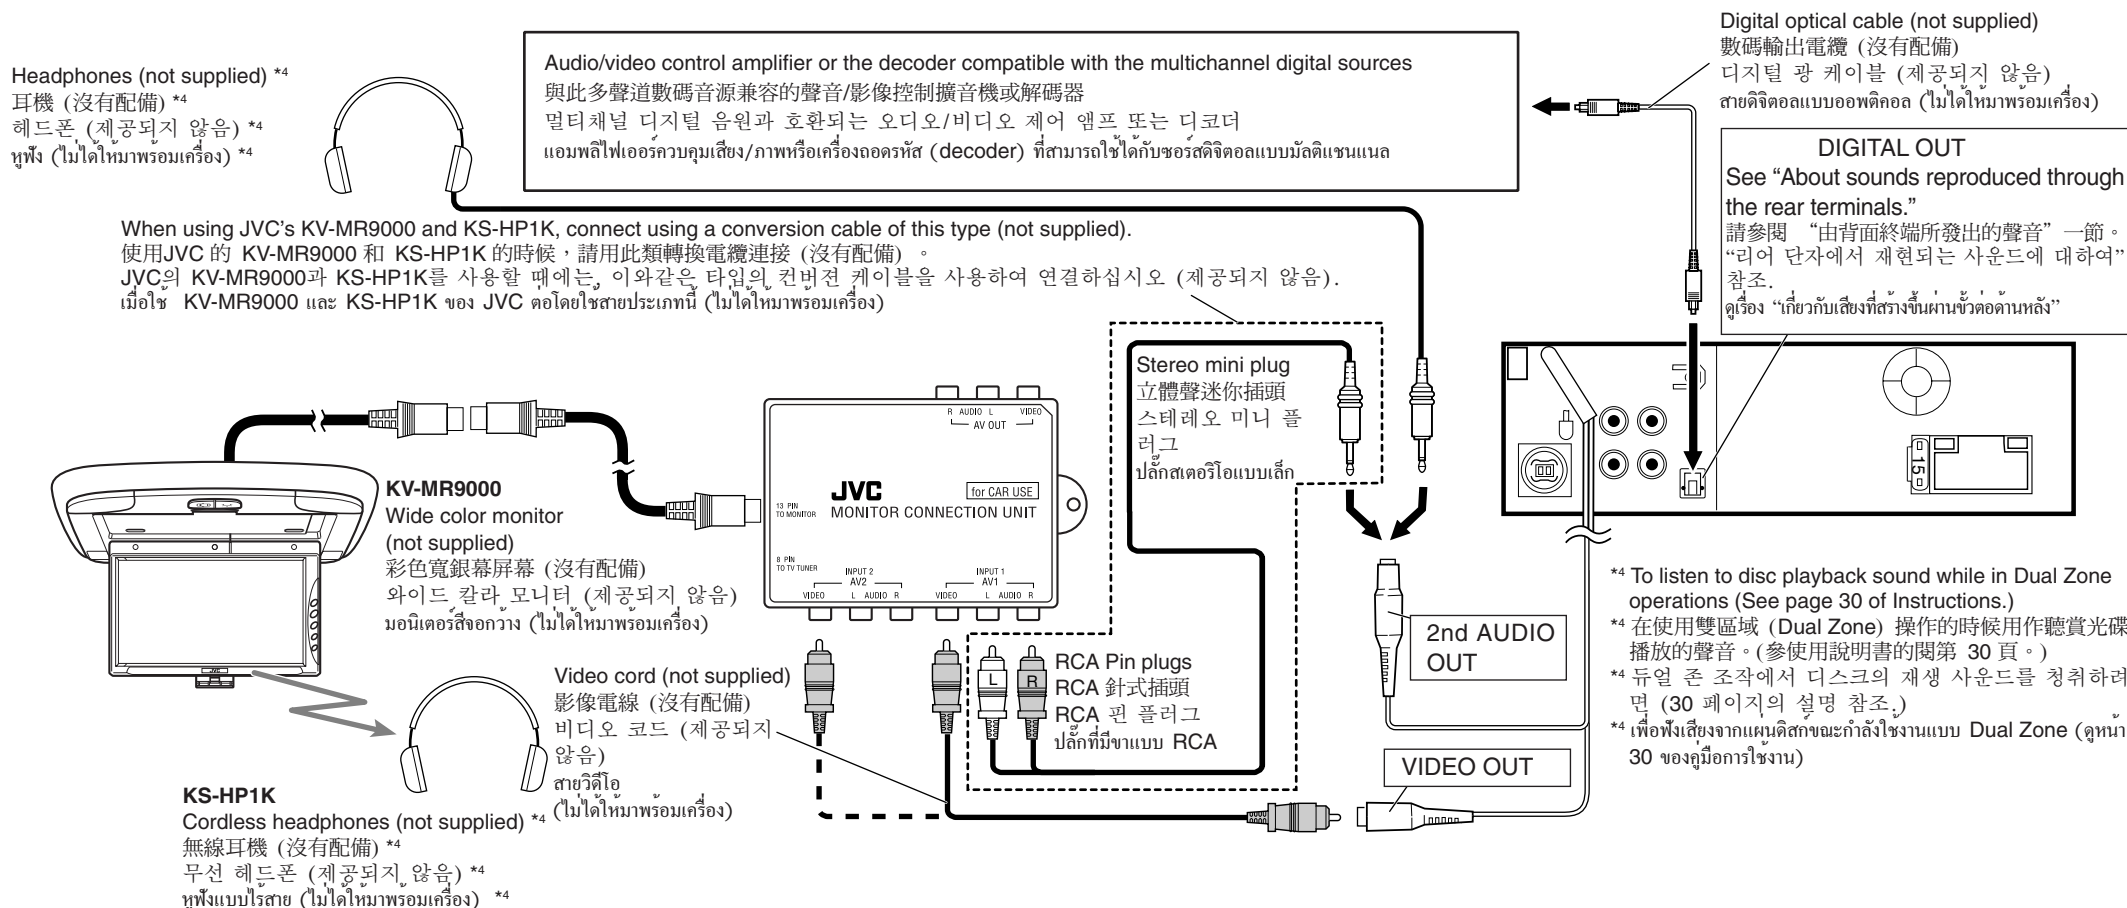 Headphones (not supplied) *4
耳機 (沒有配備) *4
헤드폰 (제공되지 않음) *4
หูฟัง (ไม่ได้ให้มาพร้อมเครื่อง) *4
Audio/video control amplifier or the decoder compatible with the multichannel digital sources
與此多聲道數碼音源兼容的聲音/影像控制擴音機或解碼器
멀티채널 디지털 음원과 호환되는 오디오/비디오 제어 앰프 또는 디코더
แอมพลิไฟเออร์ควบคุมเสียง/ภาพหรือเครื่องถอดรหัส (decoder) ที่สามารถใช้ได้กับซอร์สดิจิตอลแบบมัลติแชนแนล
Digital optical cable (not supplied)
數碼輸出電纜 (沒有配備)
디지털 광 케이블 (제공되지 않음)
สายดิจิตอลแบบออพติคอล (ไม่ได้ให้มาพร้อมเครื่อง)
DIGITAL OUT
See “About sounds reproduced through
the rear terminals.”
請參閱 “由背面終端所發出的聲音” 一節。
“리어 단자에서 재현되는 사운드에 대하여”
참조.
ดูเรื่อง “เกี่ยวกับเสียงที่สร้างขึ้นผ่านขั้วต่อด้านหลัง”
When using JVC’s KV-MR9000 and KS-HP1K, connect using a conversion cable of this type (not supplied).
使用JVC 的 KV-MR9000 和 KS-HP1K 的時候，請用此類轉換電纜連接 (沒有配備) 。
JVC의 KV-MR9000과 KS-HP1K를 사용할 때에는, 이와같은 타입의 컨버젼 케이블을 사용하여 연결하십시오 (제공되지 않음).
เมื่อใช้ KV-MR9000 และ KS-HP1K ของ JVC ต่อโดยใช้สายประเภทนี้ (ไม่ได้ให้มาพร้อมเครื่อง)
Stereo mini plug
立體聲迷你插頭
스테레오 미니 플
러그
ปลั๊กสเตอริโอแบบเล็ก
R AUDIO L VIDEO
AV OUT
JVC
for CAR USE
MONITOR CONNECTION UNIT
13 PIN
TO MONITOR
8 PIN
TO TV TUNER
INPUT 2
AV2
VIDEO L AUDIO R
INPUT 1
AV1
VIDEO L AUDIO R
15
KV-MR9000
Wide color monitor
(not supplied)
彩色寬銀幕屏幕 (沒有配備)
와이드 칼라 모니터 (제공되지 않음)
มอนิเตอร์สีจอกว้าง (ไม่ได้ให้มาพร้อมเครื่อง)
JVC
Video cord (not supplied)
影像電線 (沒有配備)
비디오 코드 (제공되지
않음)
สายวิดีโอ
(ไม่ได้ให้มาพร้อมเครื่อง)
L
R
RCA Pin plugs
RCA 針式插頭
RCA 핀 플러그
ปลั๊กที่มีขาแบบ RCA
2nd AUDIO
OUT
VIDEO OUT
*4 To listen to disc playback sound while in Dual Zone
operations (See page 30 of Instructions.)
*4 在使用雙區域 (Dual Zone) 操作的時候用作聽賞光碟
播放的聲音。(參使用說明書的閱第 30 頁。)
*4 듀얼 존 조작에서 디스크의 재생 사운드를 청취하려
면 (30 페이지의 설명 참조.)
*4 เพื่อฟังเสียงจากแผ่นดิสก์ขณะกำลังใช้งานแบบ Dual Zone (ดูหน้า
30 ของคู่มือการใช้งาน)
KS-HP1K
Cordless headphones (not supplied) *4
無線耳機 (沒有配備) *4
무선 헤드폰 (제공되지 않음) *4
หูฟังแบบไร้สาย (ไม่ได้ให้มาพร้อมเครื่อง) *4